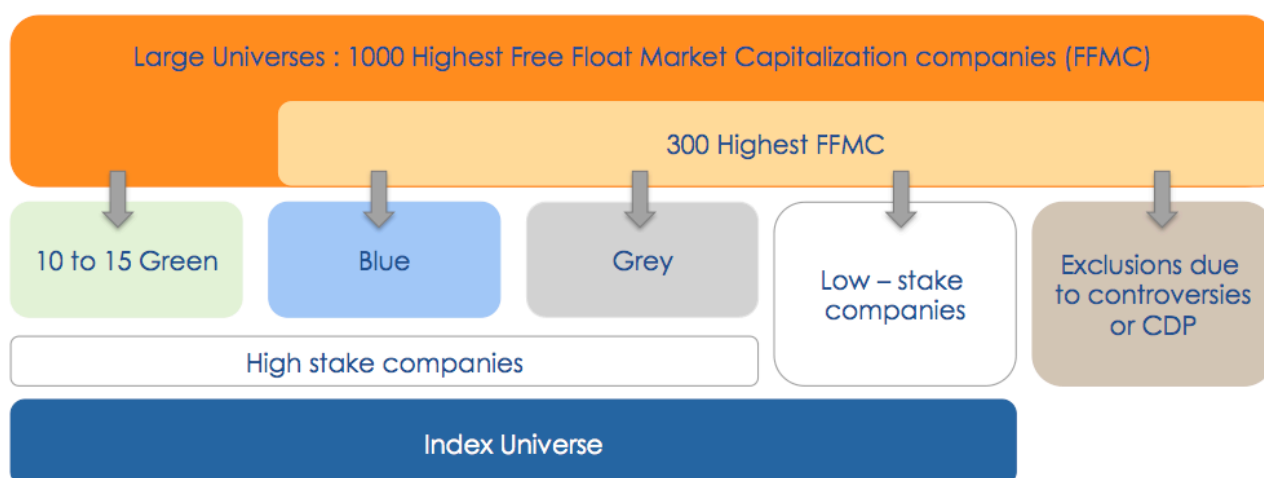 Large Universes : 1000 Highest Free Float Market Capitalization companies (FFMC)
300 Highest FFMC
10 to 15 Green
Blue
Grey
Low – stake
companies
Exclusions due
to controversies
or CDP
High stake companies
Index Universe